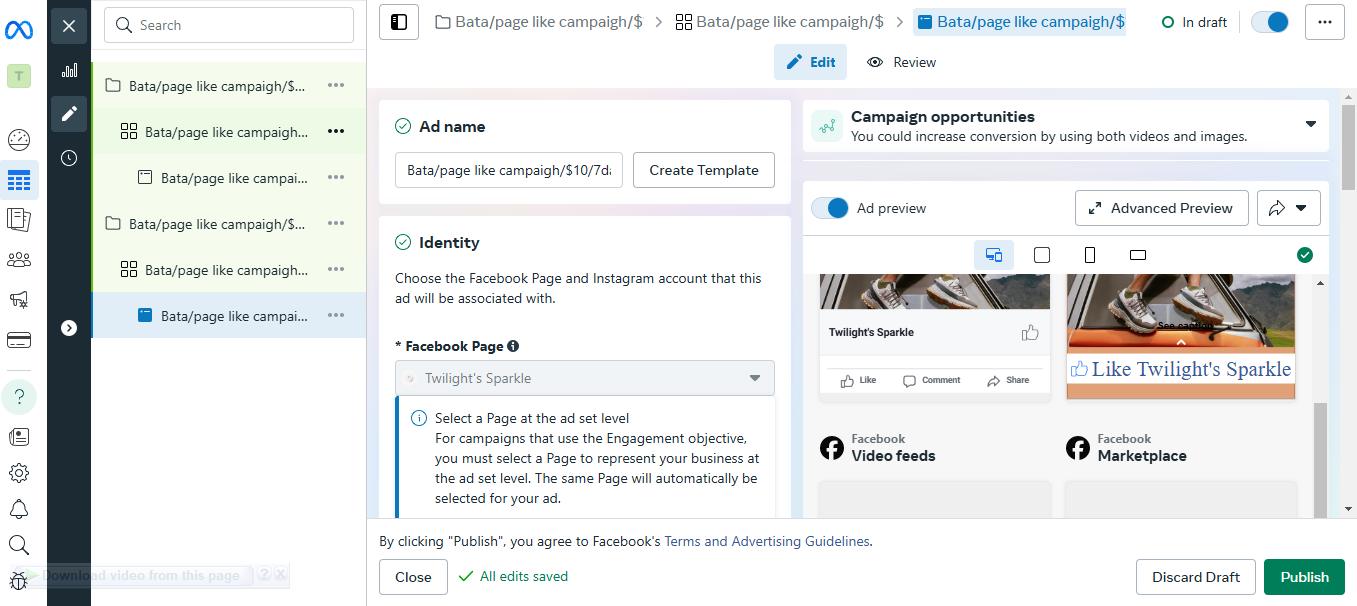 Search
Bata/page like campaigh/$
Bata/page like campaigh/$
Bata/page like campaigh/$
In draft
T
Edit
Review
Bata/page like campaigh/$...
Bata/page like campaigh...
Bata/page like campai...
Bata/page like campaigh/$...
Bata/page like campaigh...
Bata/page like campai...
Ad name
Bata/page like campaigh/$10/7da
Create Template
Identity
Choose the Facebook Page and Instagram account that this
ad will be associated with.
* Facebook Page
Twilight's Sparkle
Select a Page at the ad set level
For campaigns that use the Engagement objective,
you must select a Page to represent your business at
the ad set level. The same Page will automatically be
selected for your ad.
Campaign opportunities
You could increase conversion by using both videos and images.
Ad preview
Advanced Preview
Twilight's Sparkle
Like
Comment
Share
See caption
Like Twilight's Sparkle
Facebook
Video feeds
Facebook
Marketplace
By clicking "Publish", you agree to Facebook's Terms and Advertising Guidelines.
Close
All edits saved
Discard Draft
Publish
Download video from this page
? X